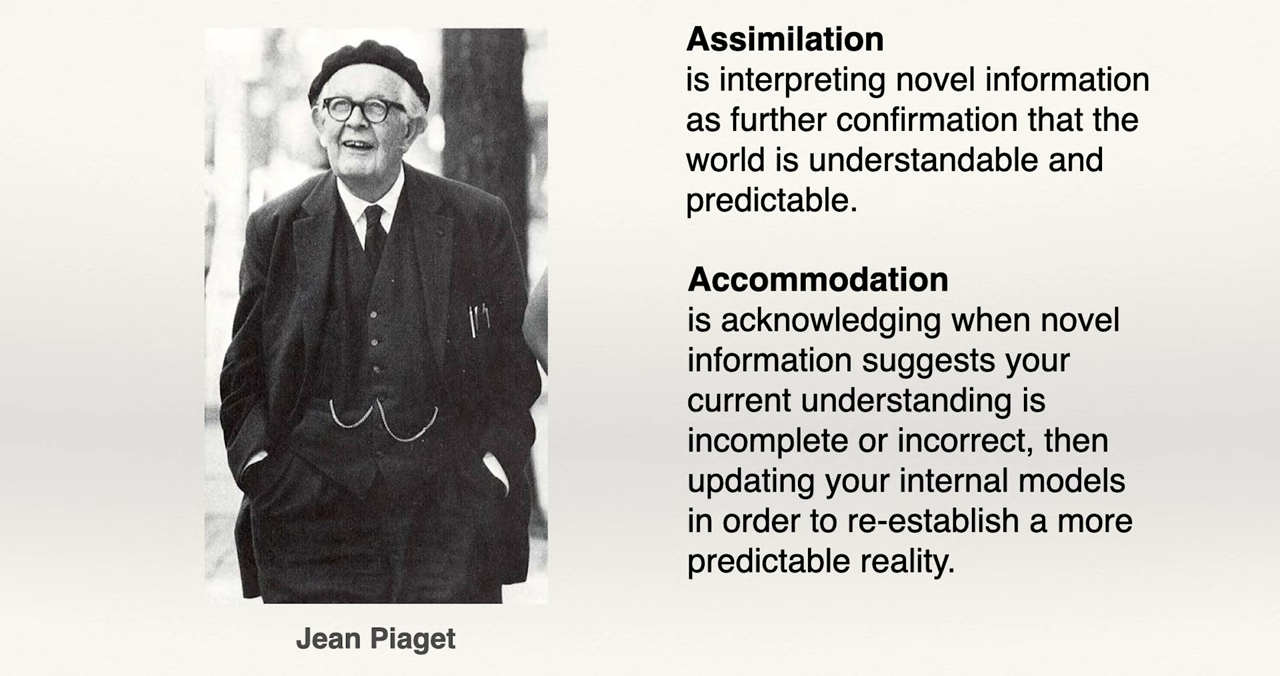 Assimilation
is interpreting novel information
as further confirmation that the
world is understandable and
predictable.
Accommodation
is acknowledging when novel
information suggests your
current understanding is
incomplete or incorrect, then
updating your internal models
in order to re-establish a more
predictable reality.
Jean Piaget